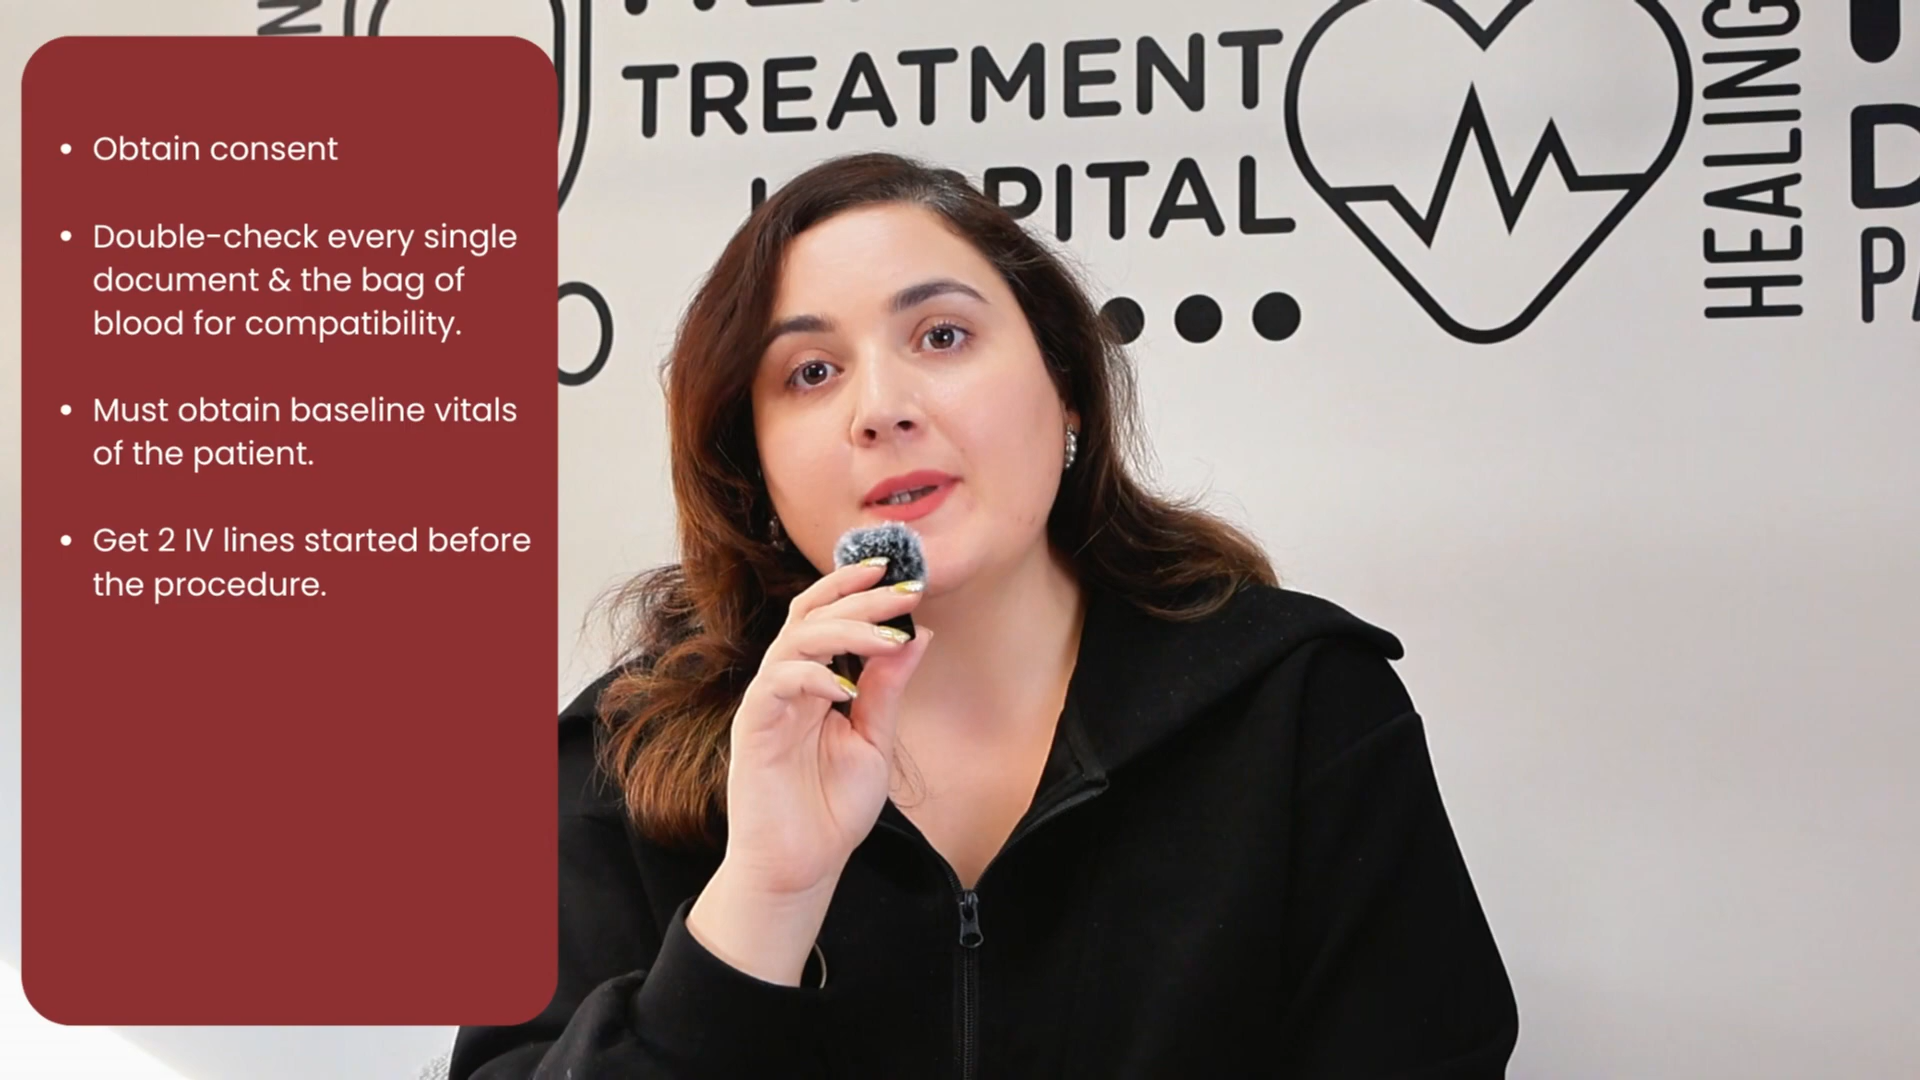 • Obtain consent
• Double-check every single
document & the bag of
blood for compatibility.
• Must obtain baseline vitals
of the patient.
• Get 2 IV lines started before
the procedure.
TREATMENT
PITAL
HEALING